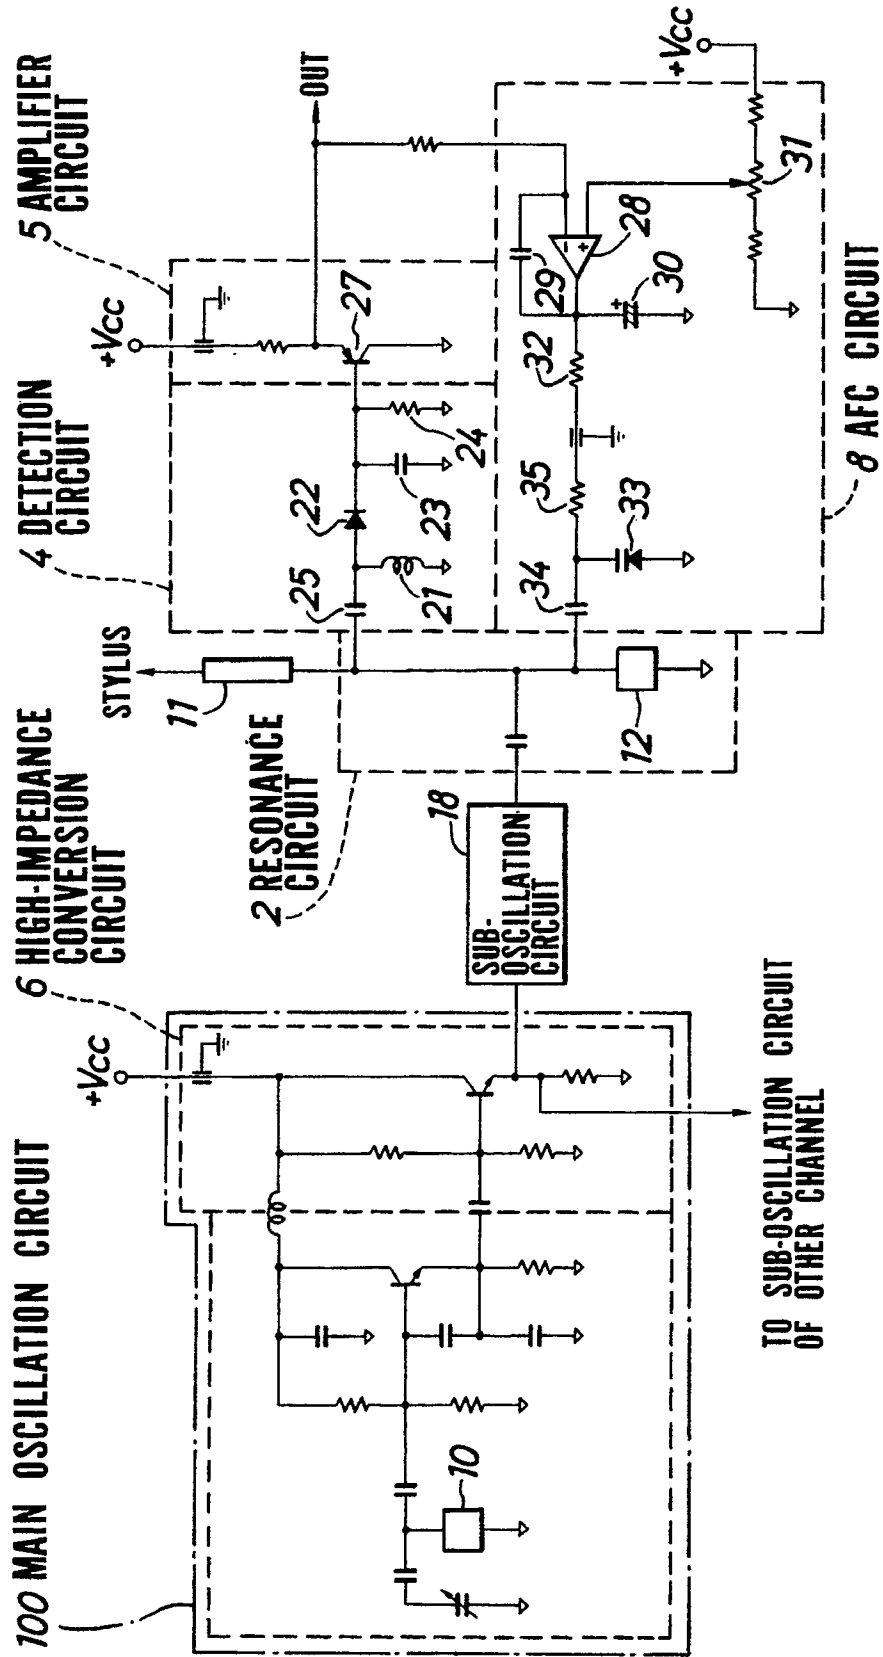 100 MAIN OSCILLATION CIRCUIT
6 HIGH-IMPEDANCE
CONVERSION
CIRCUIT
+Vcc
10
TO SUB-OSCILLATION CIRCUIT
OF OTHER CHANNEL
18
SUB-
OSCILLATION
CIRCUIT
2 RESONANCE
CIRCUIT
STYLUS
11
12
4 DETECTION
CIRCUIT
25
21
22
23
24
5 AMPLIFIER
CIRCUIT
+Vcc
27
OUT
34
33
35
32
30
+
29
28
−
+
31
+Vcc
8 AFC CIRCUIT